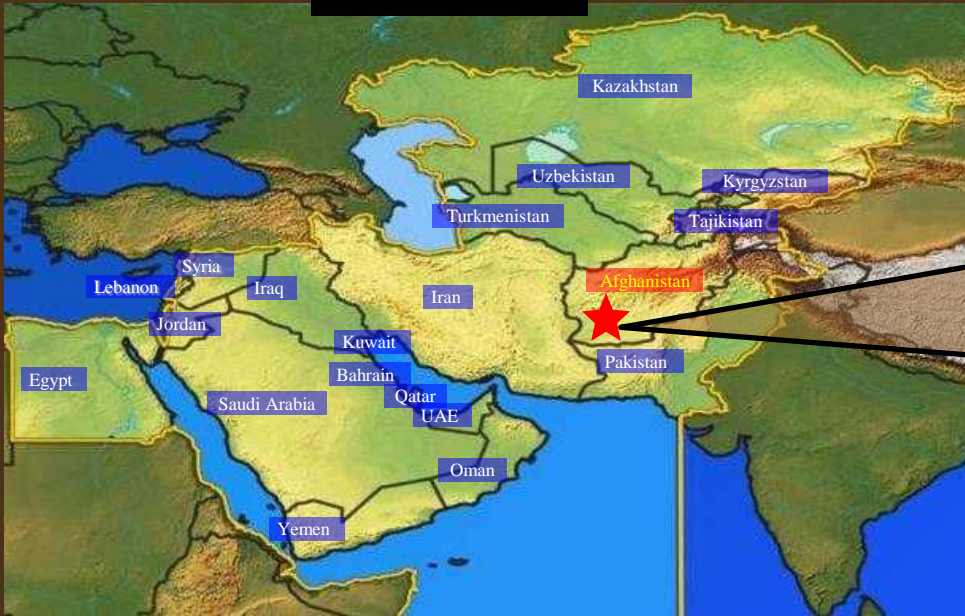 Kazakhstan
Uzbekistan
Kyrgyzstan
Turkmenistan
Tajikistan
Syria
Afghanistan
Lebanon
Iraq
Iran
Jordan
Kuwait
Pakistan
Bahrain
Egypt
Qatar
Saudi Arabia
UAE
Oman
Yemen